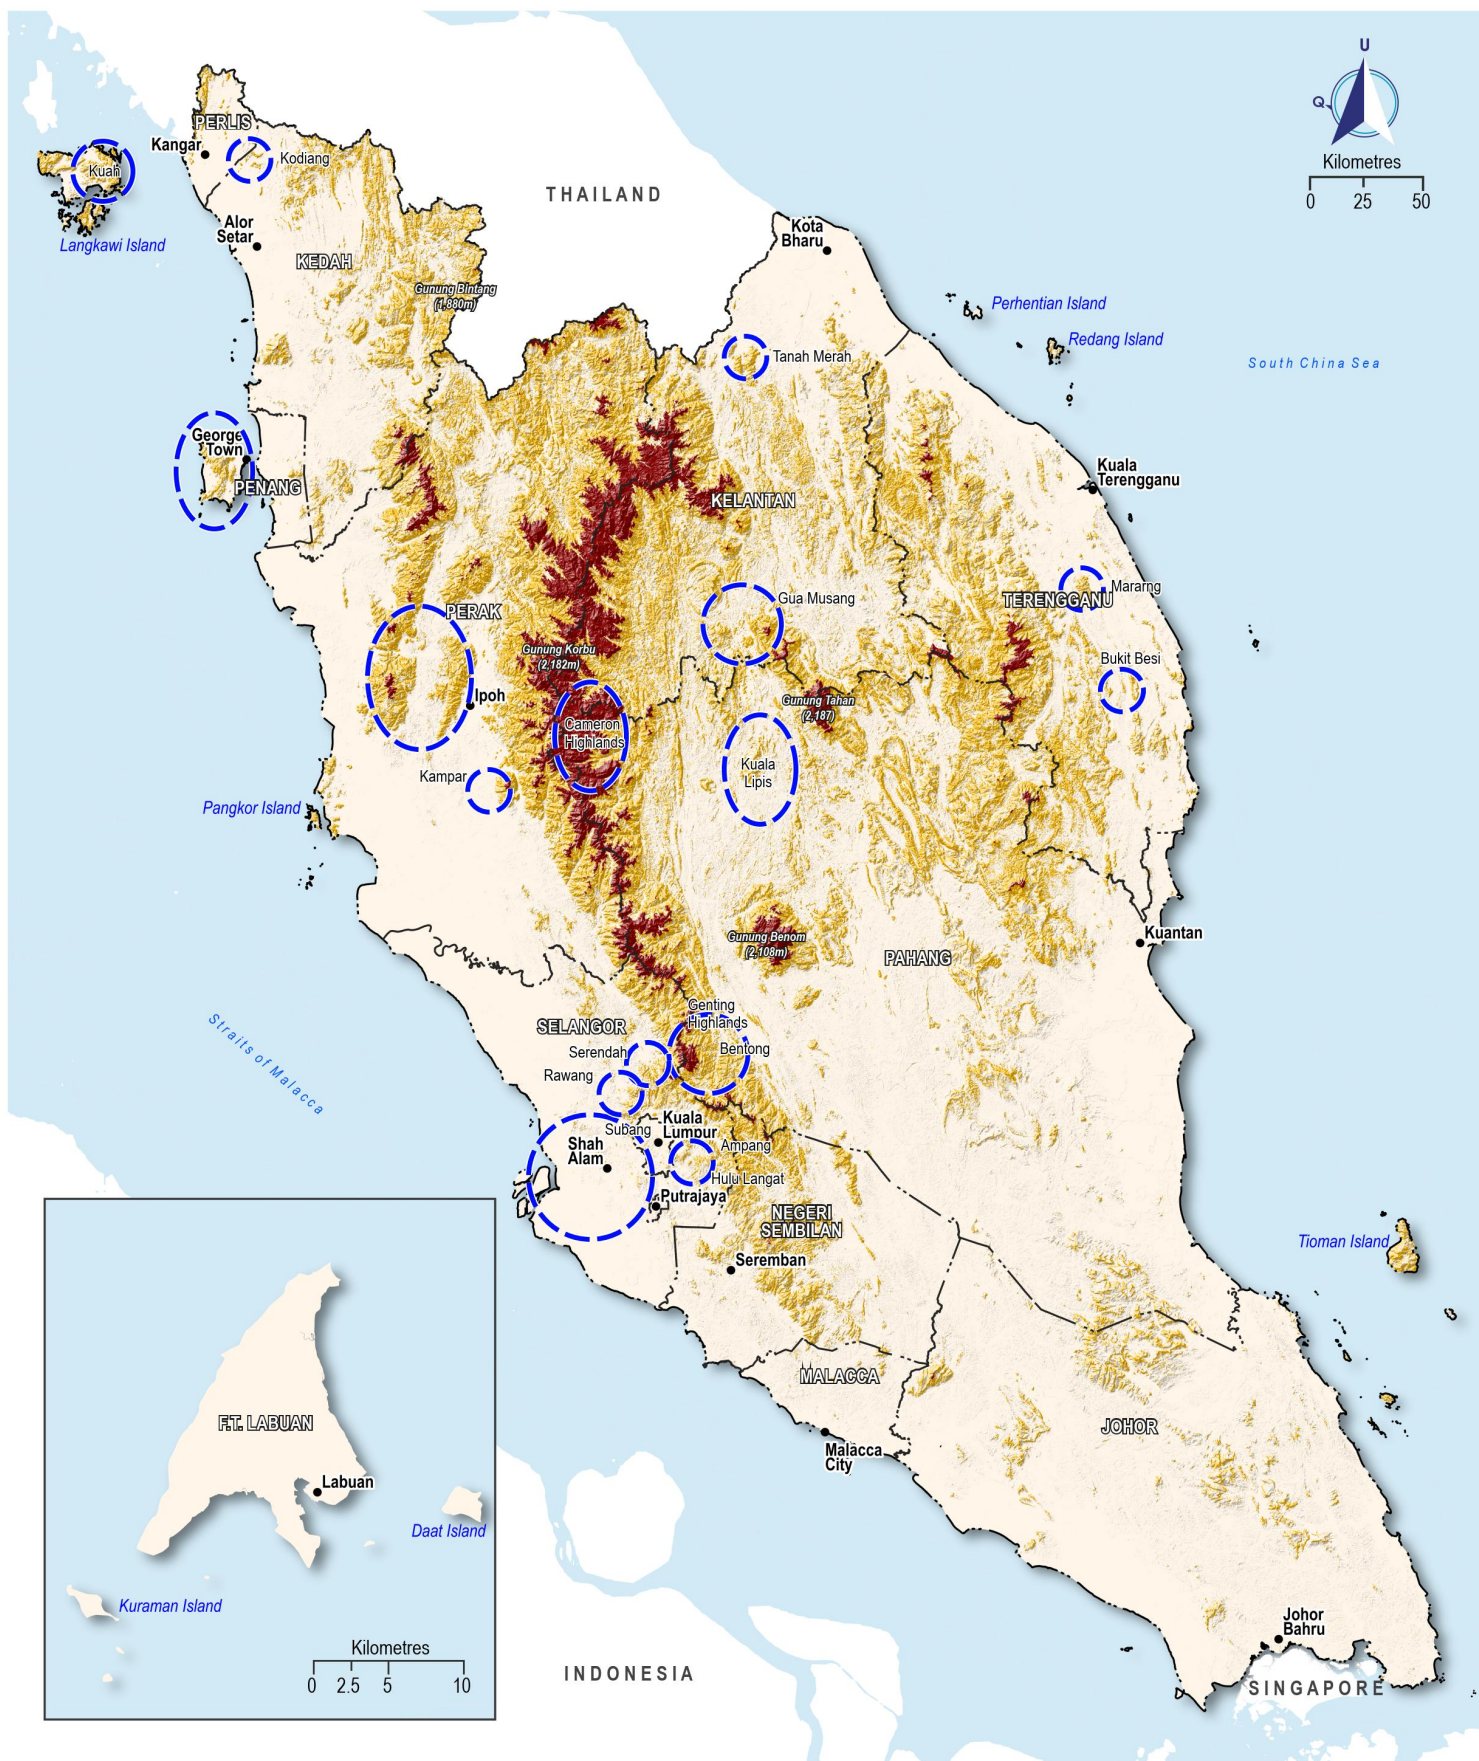 U
Q
Kilometres
0 25 50
PERLIS
Kangar
Kodiang
Kuah
Langkawi Island
Alor
Setar
KEDAH
THAILAND
Kota
Bharu
Gunung Bintang
(1,880m)
Perhentian Island
Redang Island
South China Sea
Tanah Merah
George
Town
PENANG
Kuala
Terengganu
KELANTAN
Mararng
TERENGGANU
Gua Musang
PERAK
Gunung Korbu
(2,182m)
Bukit Besi
Ipoh
Gunung Tahan
(2,187)
Cameron
Highlands
Kuala
Lipis
Kampar
Pangkor Island
Gunung Benom
(2,108m)
Kuantan
PAHANG
Genting
Highlands
SELANGOR
Serendah
Bentong
Rawang
Straits of Malacca
Subang
Kuala
Lumpur
Shah
Alam
Ampang
Hulu Langat
Putrajaya
NEGERI
SEMBILAN
Seremban
Tioman Island
MALACCA
Malacca
City
JOHOR
F.T. LABUAN
Labuan
Daat Island
Kuraman Island
Kilometres
0 2.5 5 10
INDONESIA
Johor
Bahru
SINGAPORE